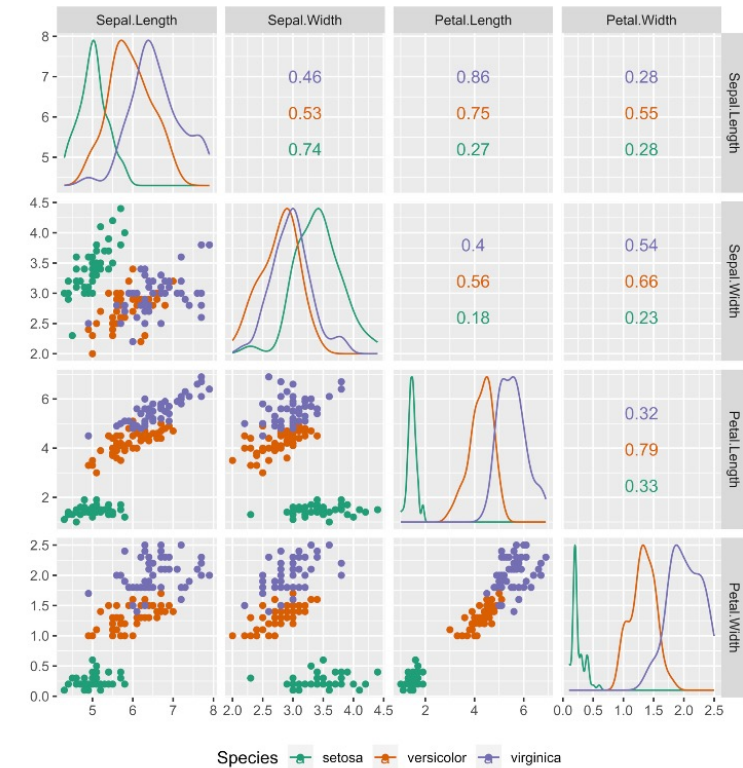 Sepal.Length Sepal.Width Petal.Length Petal.Width
8
7
6
5
0.46 0.86 0.28
0.53 0.75 0.55
0.74 0.27 0.28
Sepal.Length
4.5
4.0
3.5
3.0
2.5
2.0
0.4 0.54
0.56 0.66
0.18 0.23
Sepal.Width
6
4
2
0.32
0.79
0.33
Petal.Length
2.5
2.0
1.5
1.0
0.5
0.0
Petal.Width
5 6 7 8 2.0 2.5 3.0 3.5 4.0 4.5 2 4 6 0.0 0.5 1.0 1.5 2.0 2.5
Species a setosa a versicolor a virginica